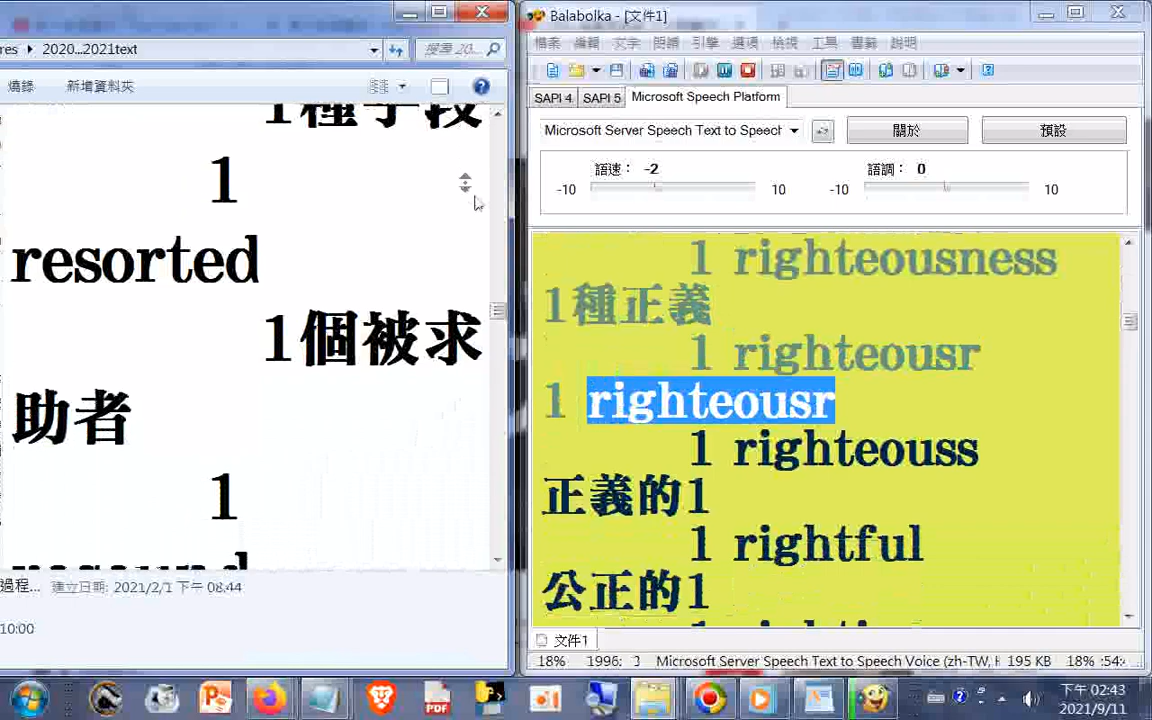 res ▸ 2020...2021text
搜尋 20...
燒錄
新增資料夾
1種手段
1
resorted
1個被求
助者
1
過程... 建立日期: 2021/2/1 下午 08:44
10:00
Balabolka - [文件1]
檔案 編輯 文字 閱讀 引擎 選項 檢視 工具 書籤 說明
SAPI 4 SAPI 5 Microsoft Speech Platform
Microsoft Server Speech Text to Speech
關於
預設
語速： -2
語調： 0
-10 10 -10 10
1 righteousness
1種正義
1 righteousr
1 righteousr
1 righteouss
正義的1
1 rightful
公正的1
文件1
18% 1996: Microsoft Server Speech Text to Speech Voice (zh-TW, 195 KB 18%
PDF
下午 02:43
2021/9/11